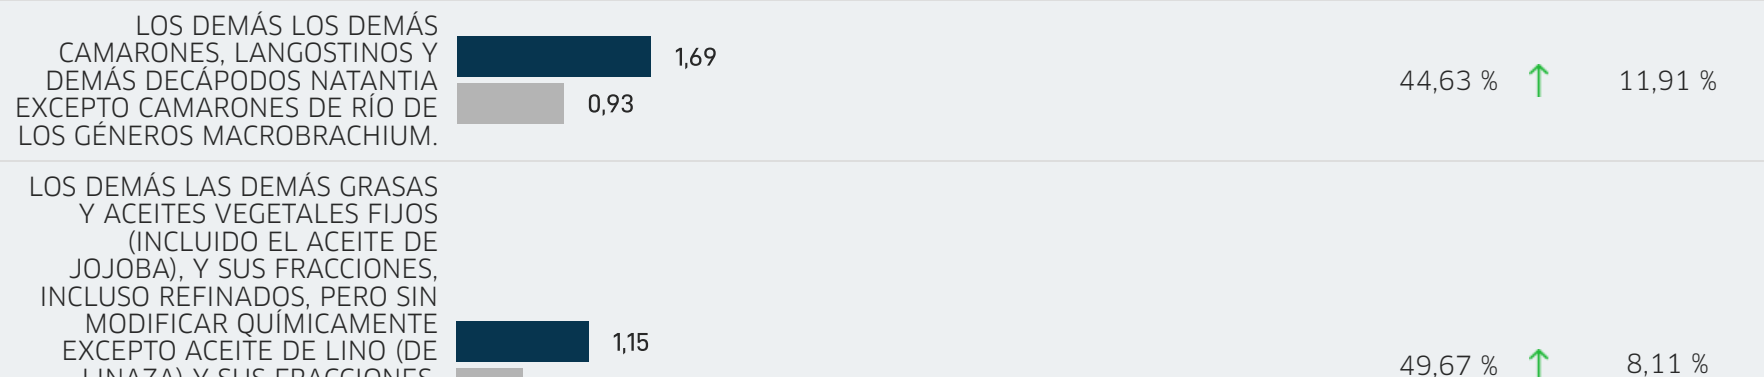 LOS DEMÁS LOS DEMÁS
CAMARONES, LANGOSTINOS Y
DEMÁS DECÁPODOS NATANTIA
EXCEPTO CAMARONES DE RÍO DE
LOS GÉNEROS MACROBRACHIUM.
1,69
0,93
44,63 % ↑ 11,91 %
LOS DEMÁS LAS DEMÁS GRASAS
Y ACEITES VEGETALES FIJOS
(INCLUIDO EL ACEITE DE
JOJOBA), Y SUS FRACCIONES,
INCLUSO REFINADOS, PERO SIN
MODIFICAR QUÍMICAMENTE
EXCEPTO ACEITE DE LINO (DE
LINAZA) Y SUS FRACCIONES,
1,15
49,67 % ↑ 8,11 %